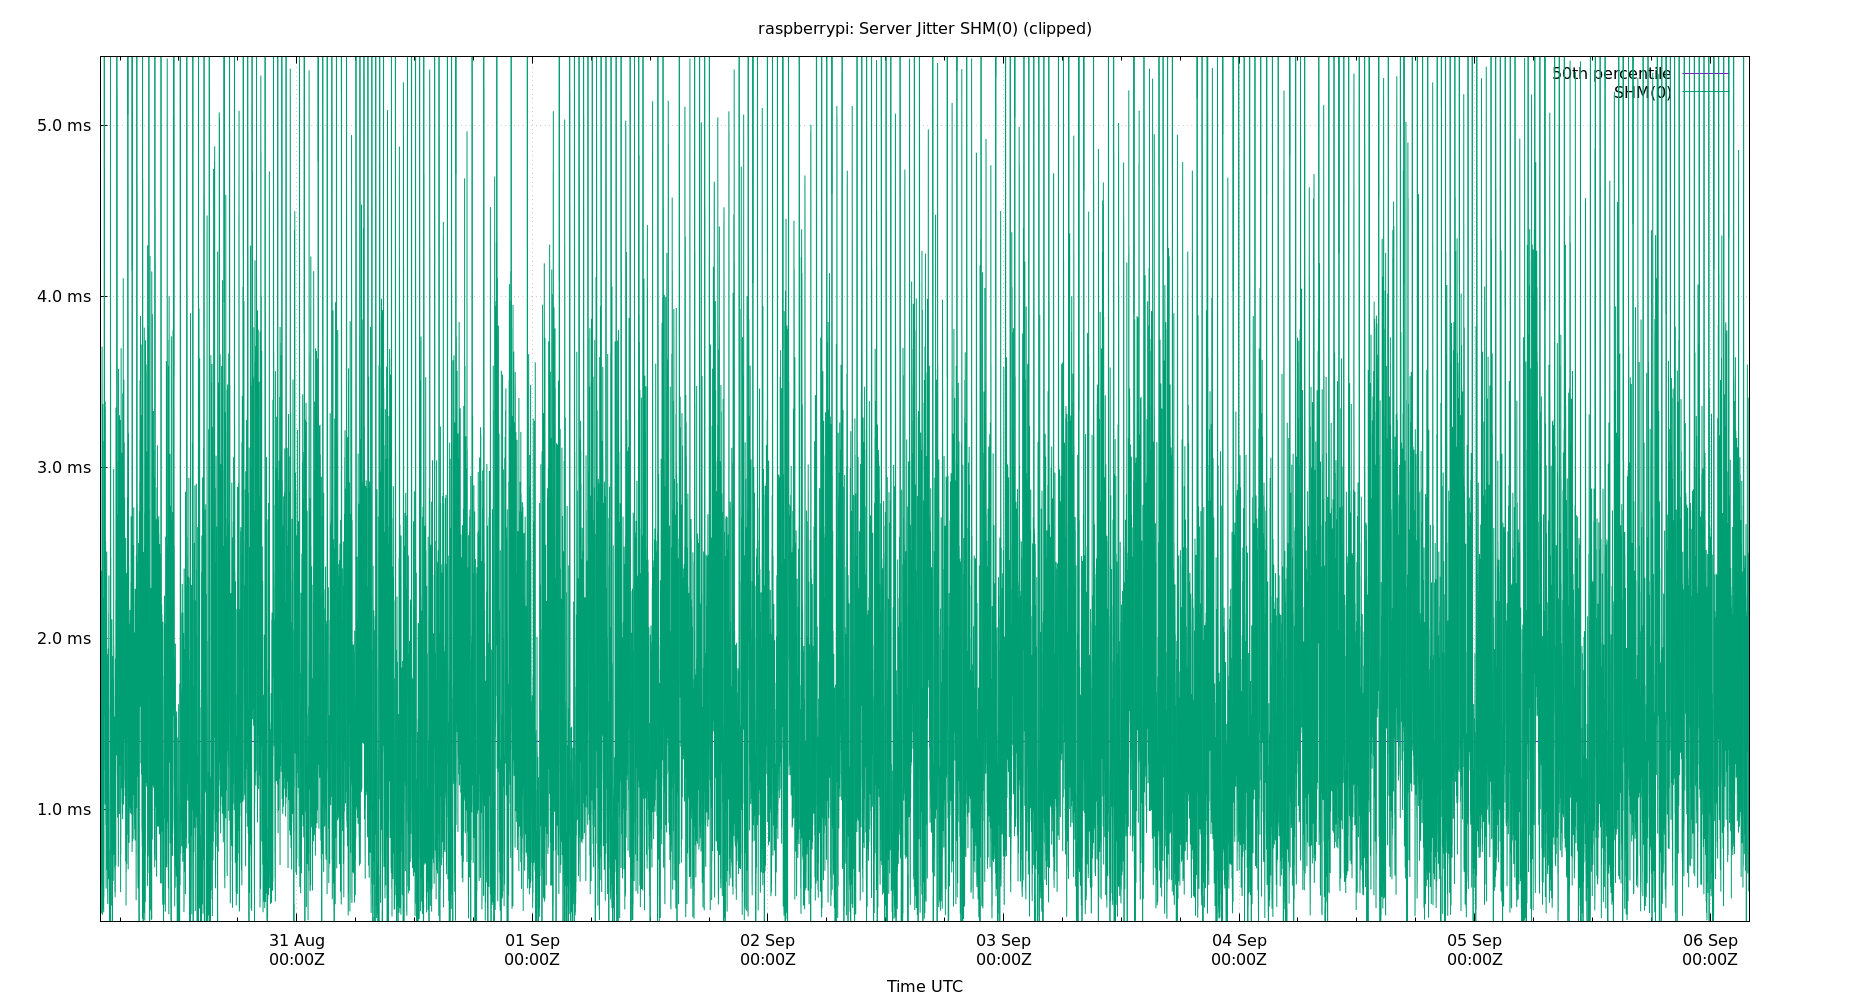 raspberrypi: Server Jitter SHM(0) (clipped)
50th percentile
SHM(0)
5.0 ms
4.0 ms
3.0 ms
2.0 ms
1.0 ms
31 Aug 01 Sep 02 Sep 03 Sep 04 Sep 05 Sep 06 Sep
00:00Z 00:00Z 00:00Z 00:00Z 00:00Z 00:00Z 00:00Z
Time UTC